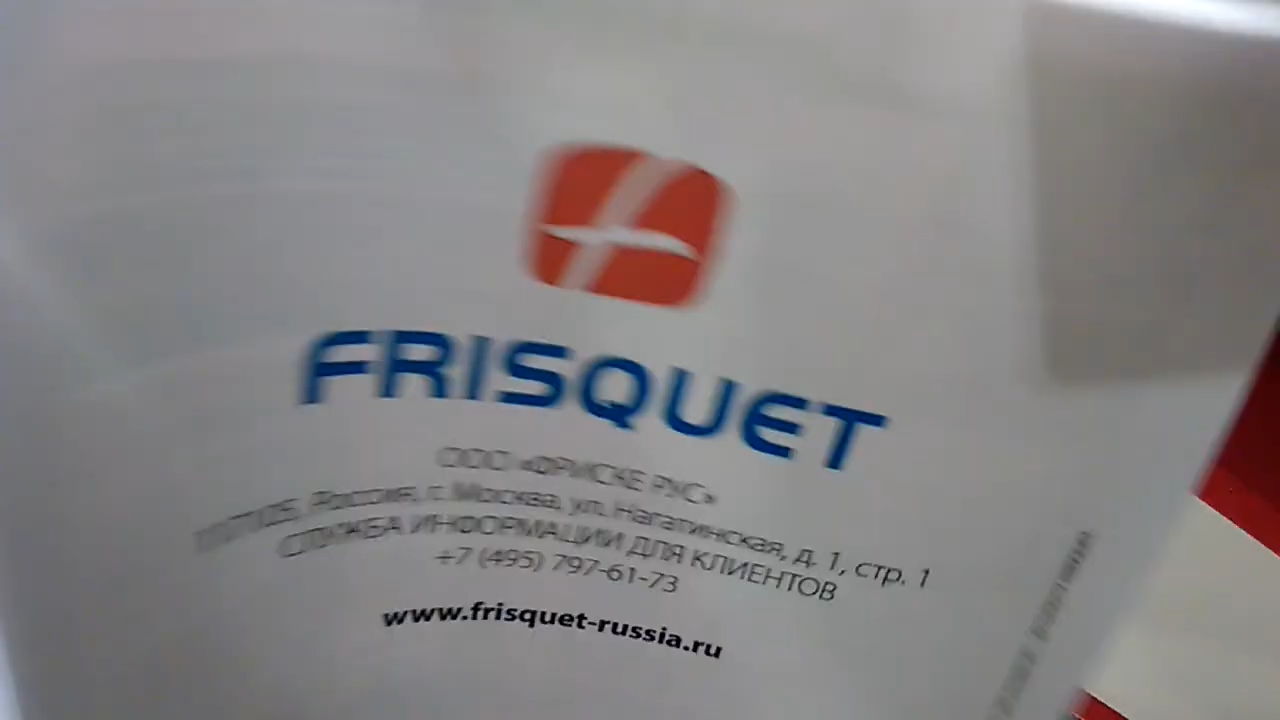 FRISQUET
ООО «ФРИСКЕ РУС»
Россия, г. Москва, ул. Нагатинская, д. 1, стр. 1
СЛУЖБА ИНФОРМАЦИИ ДЛЯ КЛИЕНТОВ
+7 (495) 797-61-73
www.frisquet-russia.ru